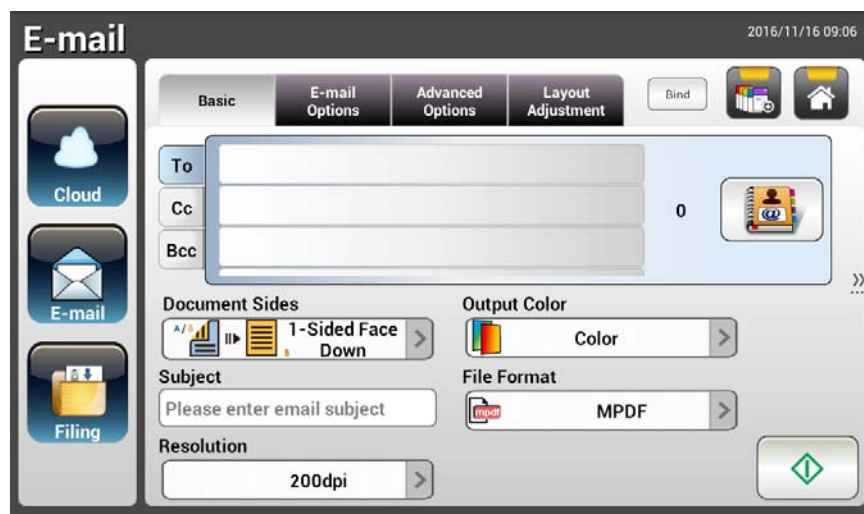 E-mail
2016/11/16 09:06
Basic
E-mail
Options
Advanced
Options
Layout
Adjustment
Bind
Cloud
E-mail
Filing
To
Cc
Bcc
0
@
Document Sides
A/B
1-Sided Face
Down
Output Color
Color
Subject
Please enter email subject
File Format
mpdf
MPDF
Resolution
200dpi